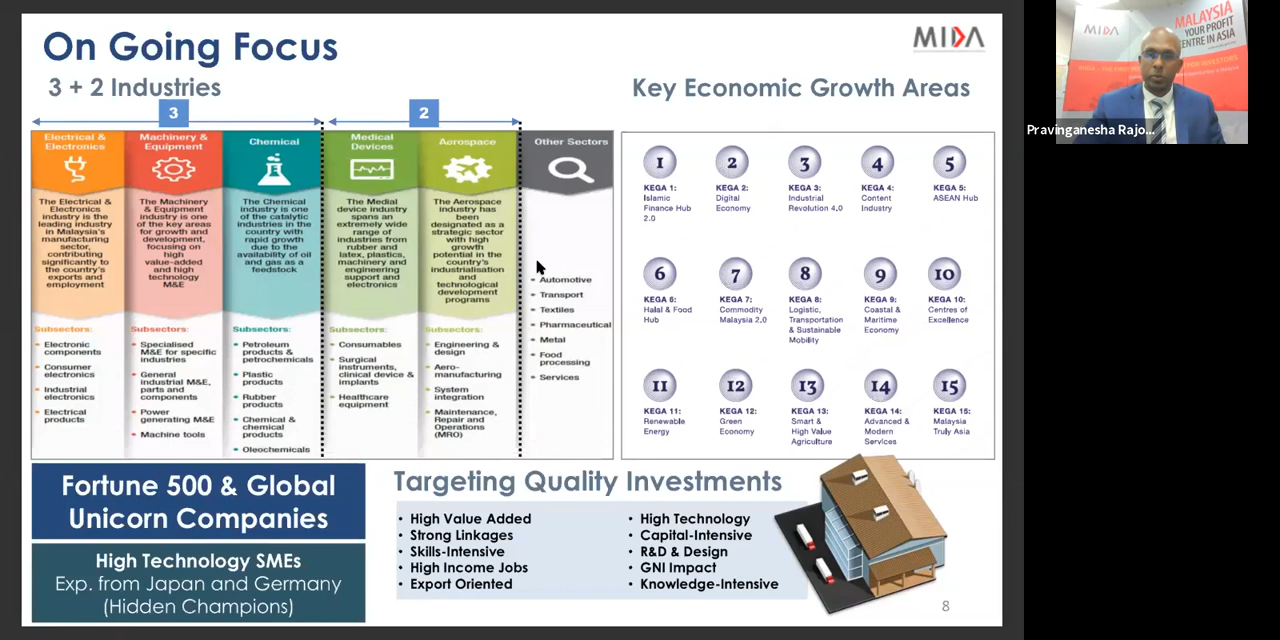 On Going Focus
MIDA
3 + 2 Industries
Key Economic Growth Areas
3
2
Electrical &
Electronics
The Electrical &
Electronics
industry is the
leading industry
in Malaysia's
manufacturing
sector,
contributing
significantly to
the country's
exports and
employment
Subsectors:
Electronic
components
Consumer
electronics
Industrial
electronics
Electrical
products
Machinery &
Equipment
The Machinery
& Equipment
industry is one
of the key areas
for growth and
development,
focusing on
high
value-added
and high
technology
M&E
Subsectors:
Specialised
M&E for specific
industries
General
industrial M&E,
parts and
components
Power
generating M&E
Machine tools
Chemical
The Chemical
industry is one
of the catalytic
industries in the
country with
rapid growth
due to the
availability of oil
and gas as a
feedstock
Subsectors:
Petroleum
products &
petrochemicals
Plastic
products
Rubber
products
Chemical &
chemical
products
Oleochemicals
Medical
Devices
The Medial
device industry
spans an
extremely wide
range of
industries from
rubber and
latex, plastics,
machinery and
engineering
support and
electronics
Subsectors:
Consumables
Surgical
instruments,
clinical device &
implants
Healthcare
equipment
Aerospace
The Aerospace
industry has
been
designated as a
strategic sector
with high
growth
potential in the
country's
industrialisation
and
technological
development
programs
Subsectors:
Engineering &
design
Aero-
manufacturing
System
integration
Maintenance,
Repair and
Operations
(MRO)
Other Sectors
Automotive
Transport
Textiles
Pharmaceutical
Metal
Food
processing
Services
1
KEGA 1:
Islamic
Finance Hub
2.0
2
KEGA 2:
Digital
Economy
3
KEGA 3:
Industrial
Revolution 4.0
4
KEGA 4:
Content
Industry
5
KEGA 5:
ASEAN Hub
6
KEGA 6:
Halal & Food
Hub
7
KEGA 7:
Commodity
Malaysia 2.0
8
KEGA 8:
Logistic,
Transportation
& Sustainable
Mobility
9
KEGA 9:
Coastal &
Maritime
Economy
10
KEGA 10:
Centres of
Excellence
11
KEGA 11:
Renewable
Energy
12
KEGA 12:
Green
Economy
13
KEGA 13:
Smart &
High Value
Agriculture
14
KEGA 14:
Advanced &
Modern
Services
15
KEGA 15:
Malaysia
Truly Asia
Fortune 500 & Global
Unicorn Companies
High Technology SMEs
Exp. from Japan and Germany
(Hidden Champions)
Targeting Quality Investments
• High Value Added
• Strong Linkages
• Skills-Intensive
• High Income Jobs
• Export Oriented
• High Technology
• Capital-Intensive
• R&D & Design
• GNI Impact
• Knowledge-Intensive
8
MIDA
MALAYSIA
YOUR PROFIT
CENTRE IN ASIA
Pravinganesha Rajo...